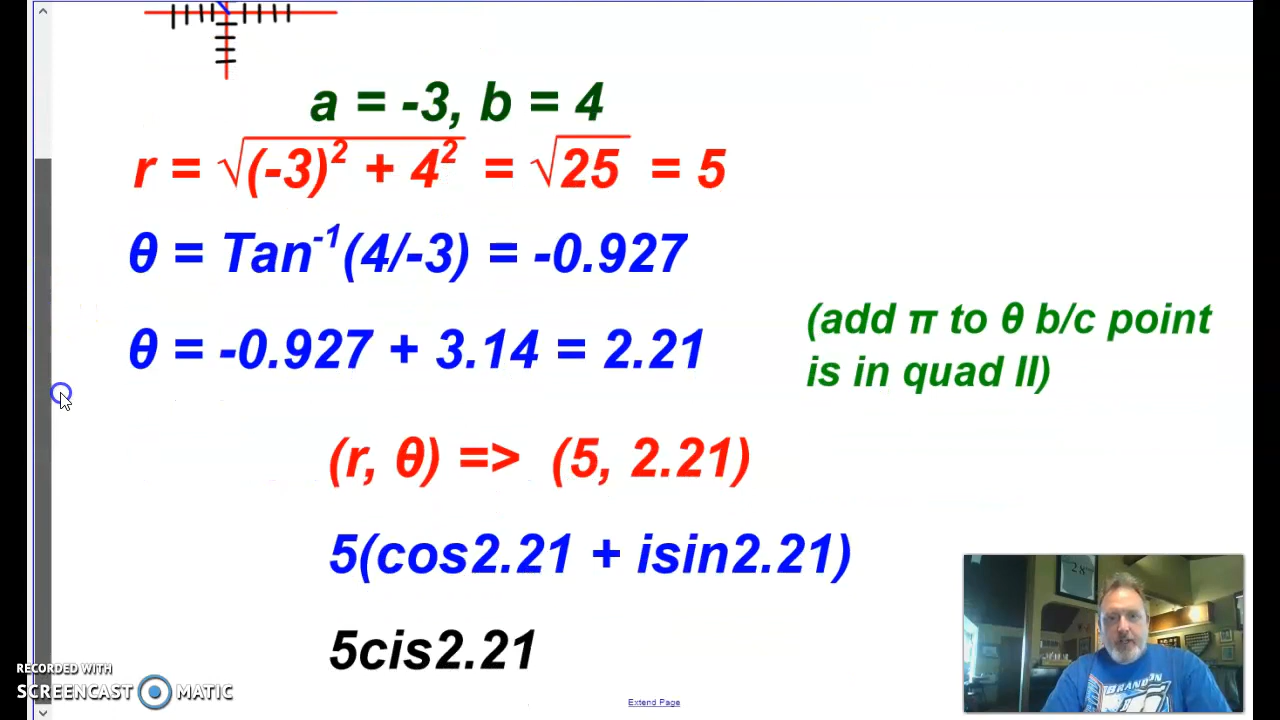 a = -3, b = 4
r = √(-3)² + 4² = √25 = 5
θ = Tan⁻¹(4/-3) = -0.927
θ = -0.927 + 3.14 = 2.21
(add π to θ b/c point
is in quad II)
(r, θ) => (5, 2.21)
5(cos2.21 + isin2.21)
5cis2.21
28
BRANDON
RECORDED WITH
SCREENCAST MATIC
Extend Page